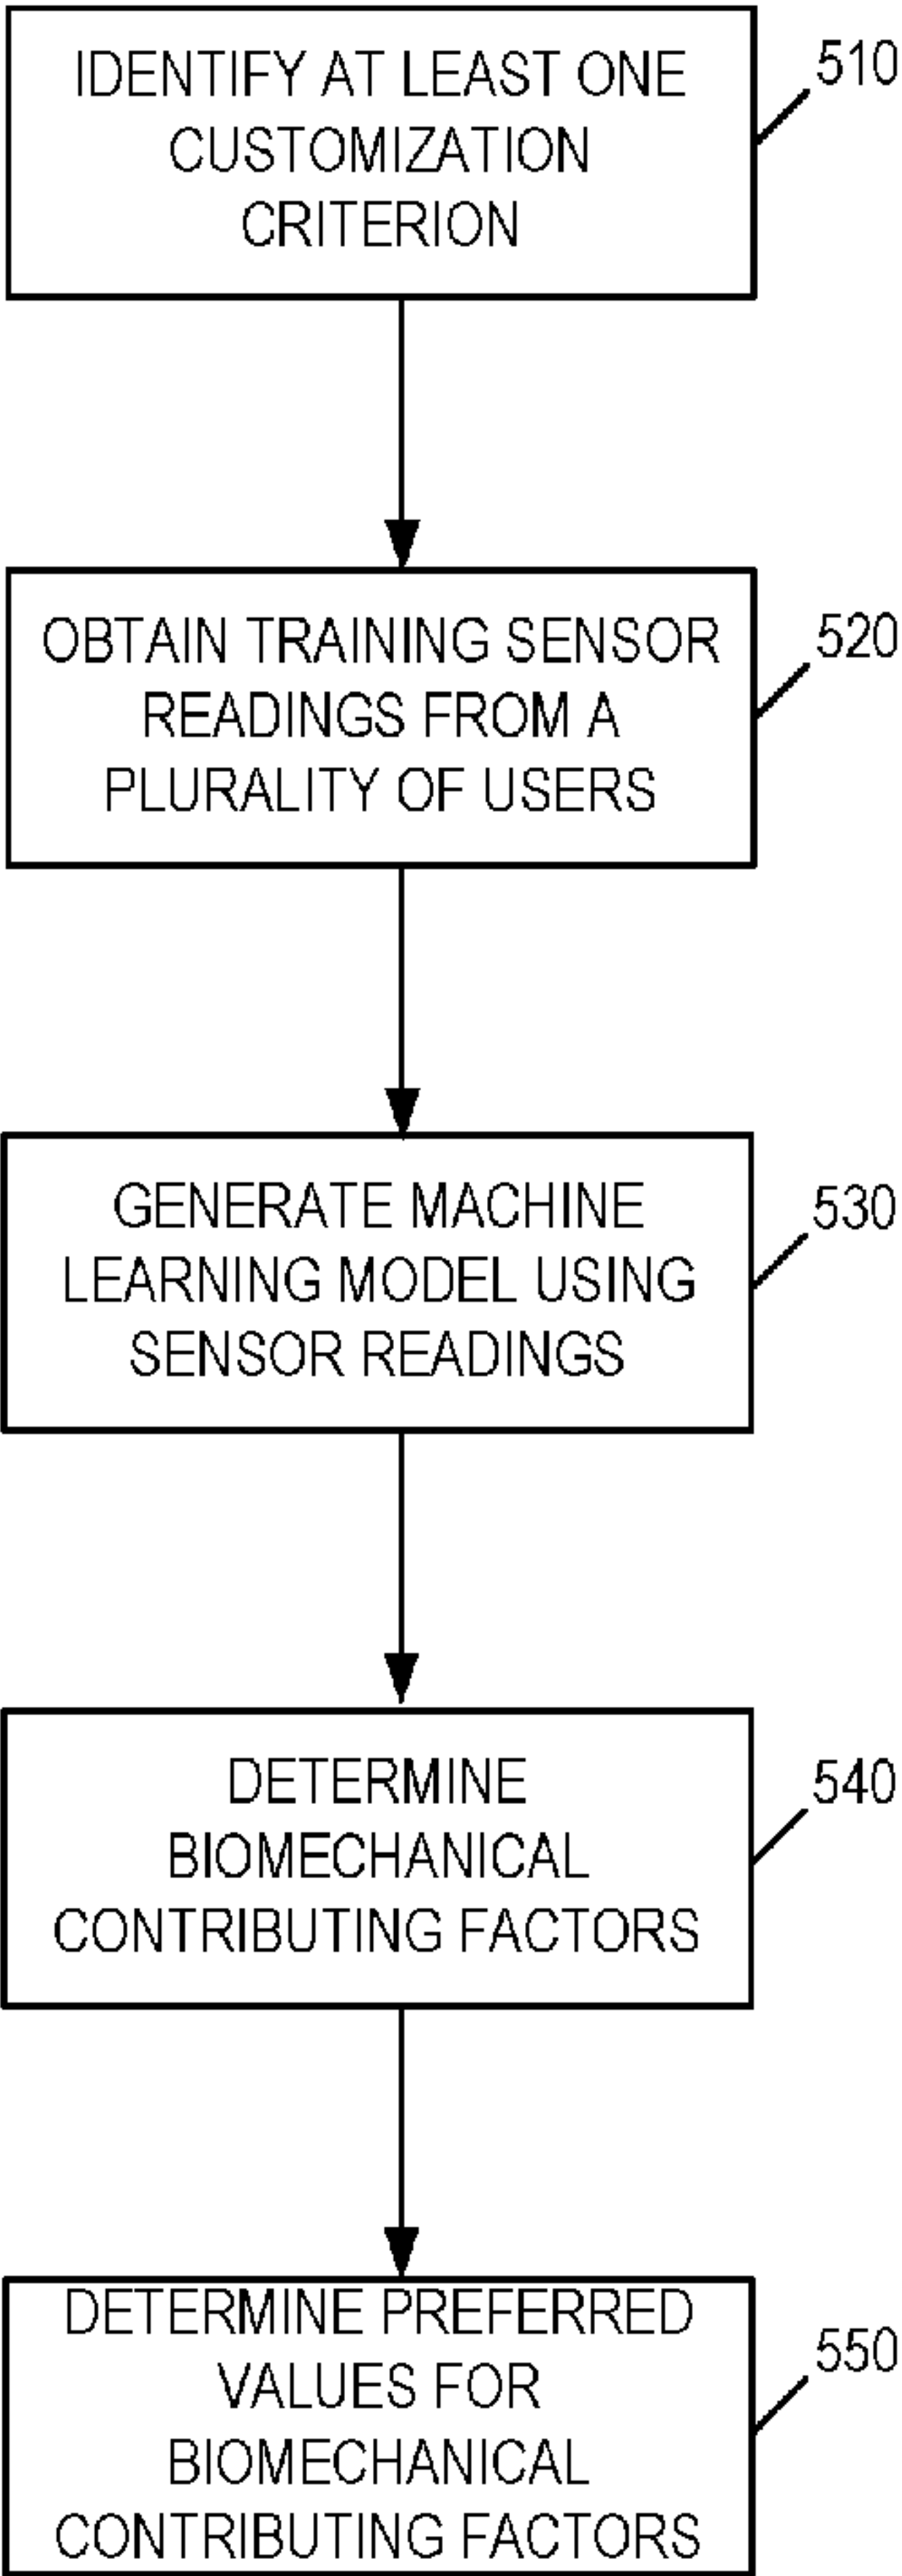 IDENTIFY AT LEAST ONE
CUSTOMIZATION
CRITERION
510
OBTAIN TRAINING SENSOR
READINGS FROM A
PLURALITY OF USERS
520
GENERATE MACHINE
LEARNING MODEL USING
SENSOR READINGS
530
DETERMINE
BIOMECHANICAL
CONTRIBUTING FACTORS
540
DETERMINE PREFERRED
VALUES FOR
BIOMECHANICAL
CONTRIBUTING FACTORS
550